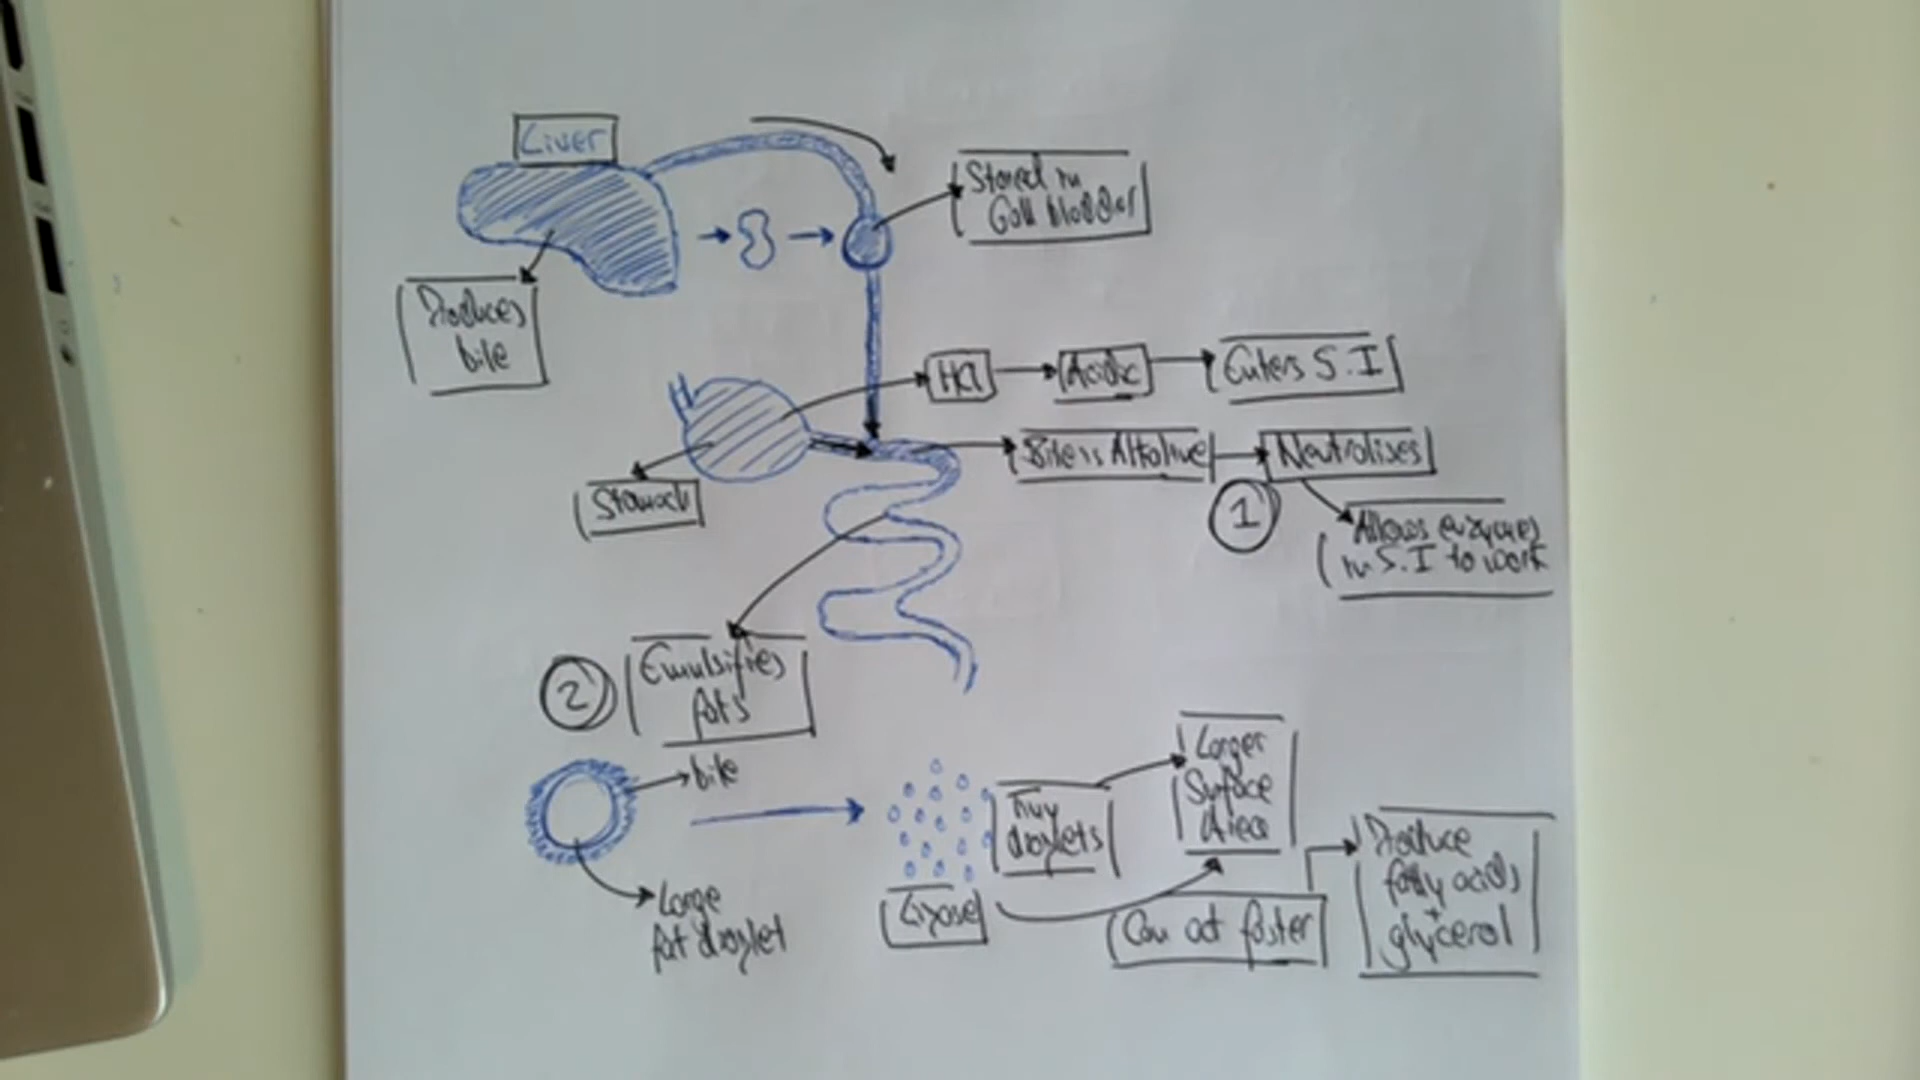 Liver
Stored in
Gall bladder
Produces
bile
HCl
Acidic
Enters S.I
Bile is Alkaline
Neutralises
1
Stomach
Allows enzymes
in S.I to work
2
Emulsifies
fats
bile
Large
fat droplet
Tiny
droplets
Larger
Surface
Area
Lipase
Can act faster
Produce
fatty acids
+
glycerol